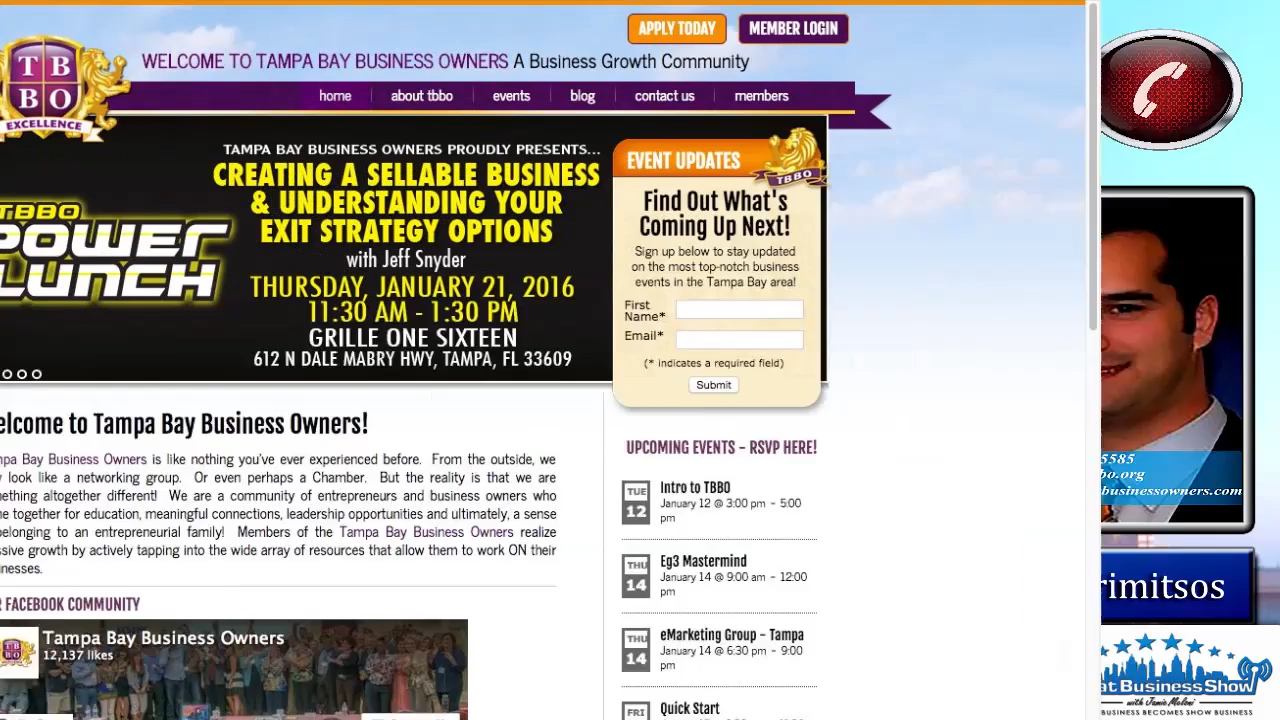 APPLY TODAY
MEMBER LOGIN
WELCOME TO TAMPA BAY BUSINESS OWNERS A Business Growth Community
home
about tbbo
events
blog
contact us
members
T B
B O
EXCELLENCE
TBBO
POWER
LUNCH
TAMPA BAY BUSINESS OWNERS PROUDLY PRESENTS...
CREATING A SELLABLE BUSINESS
& UNDERSTANDING YOUR
EXIT STRATEGY OPTIONS
with Jeff Snyder
THURSDAY, JANUARY 21, 2016
11:30 AM - 1:30 PM
GRILLE ONE SIXTEEN
612 N DALE MABRY HWY, TAMPA, FL 33609
EVENT UPDATES
TBBO
Find Out What's
Coming Up Next!
Sign up below to stay updated
on the most top-notch business
events in the Tampa Bay area!
First
Name*
Email*
(* indicates a required field)
Submit
elcome to Tampa Bay Business Owners!
mpa Bay Business Owners is like nothing you've ever experienced before. From the outside, we
look like a networking group. Or even perhaps a Chamber. But the reality is that we are
mething altogether different! We are a community of entrepreneurs and business owners who
me together for education, meaningful connections, leadership opportunities and ultimately, a sense
belonging to an entrepreneurial family! Members of the Tampa Bay Business Owners realize
ssive growth by actively tapping into the wide array of resources that allow them to work ON their
inesses.
R FACEBOOK COMMUNITY
Tampa Bay Business Owners
12,137 likes
UPCOMING EVENTS - RSVP HERE!
TUE
12
Intro to TBBO
January 12 @ 3:00 pm - 5:00
pm
THU
14
Eg3 Mastermind
January 14 @ 9:00 am - 12:00
pm
THU
14
eMarketing Group - Tampa
January 14 @ 6:30 pm - 9:00
pm
FRI
Quick Start
5585
bo.org
businessowners.com
rimitsos
at Business Show
with Jamie Meloni
BUSINESS BECOMES SHOW BUSINESS